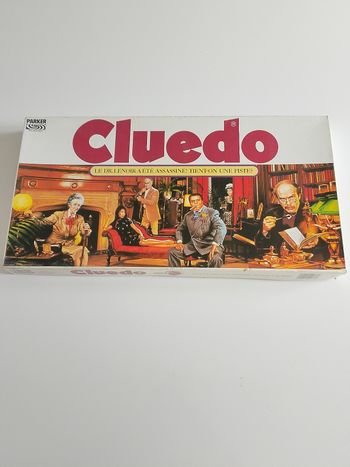 PARKER
Cluedo®
LE DR.LENOIR A ÉTÉ ASSASSINÉ! TIENT-ON UNE PISTE?
Cluedo